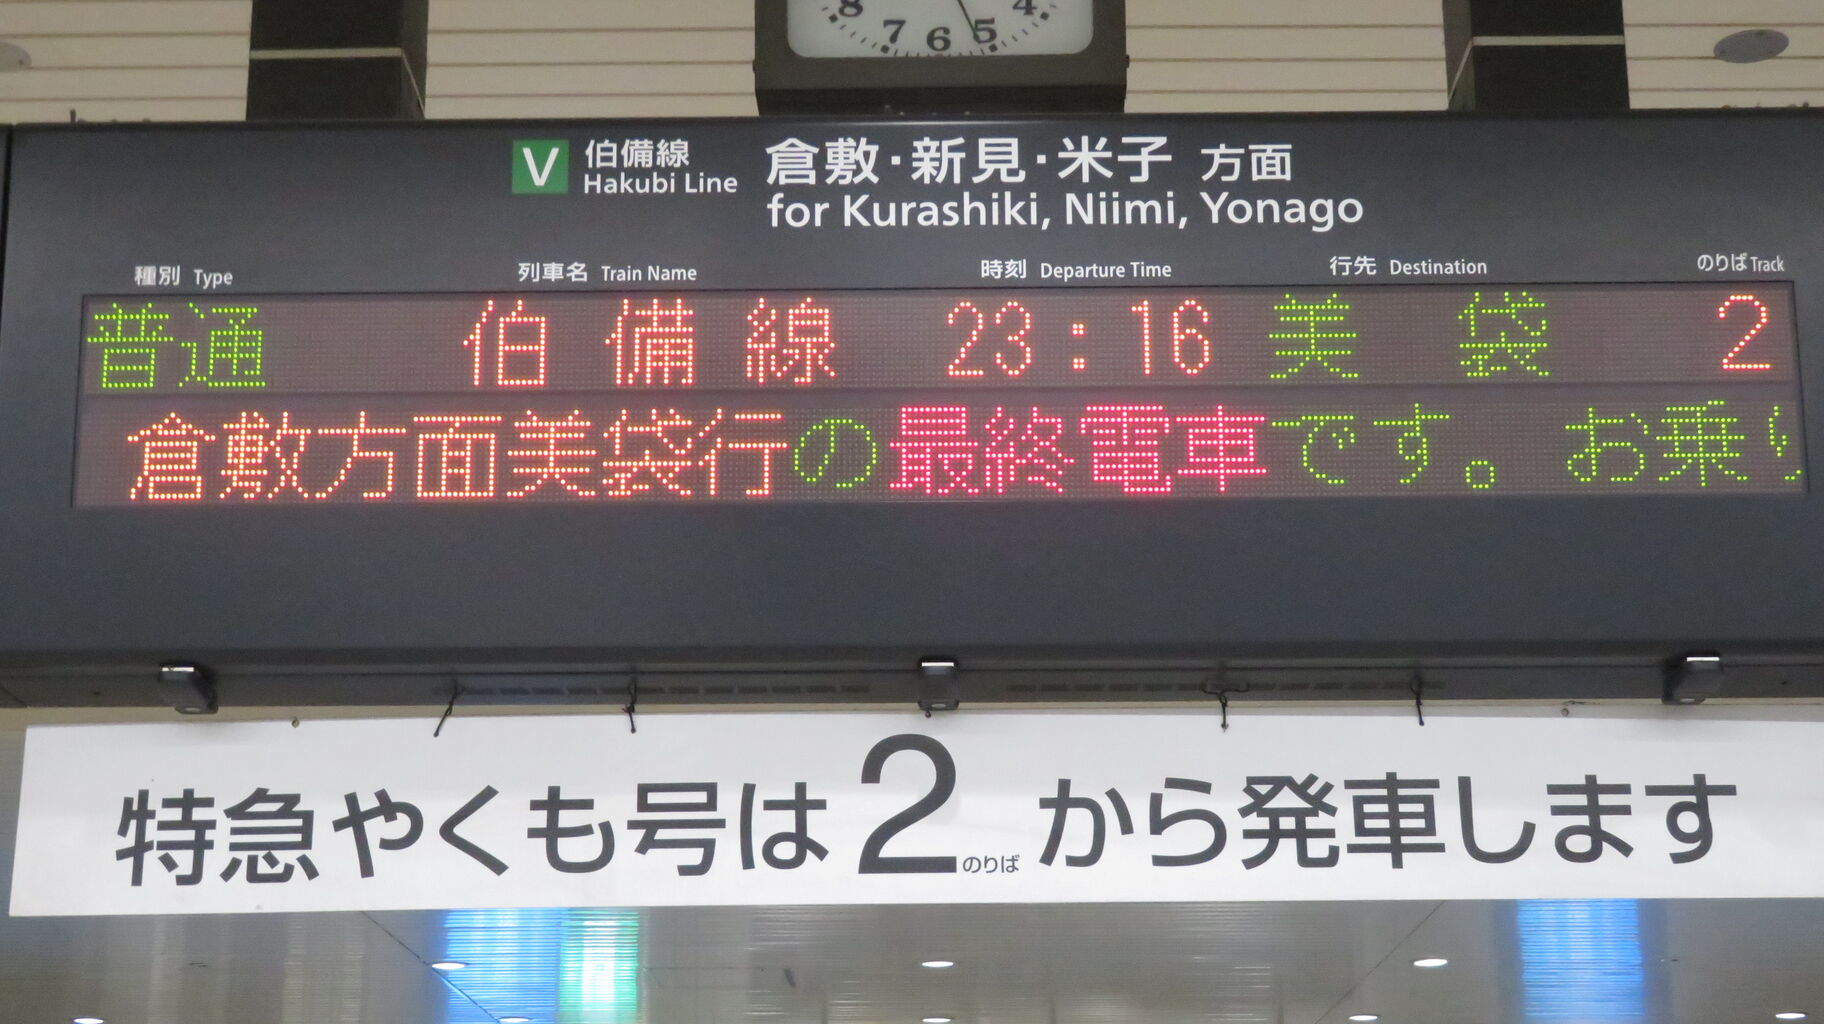 8 7 6 5 4
V 伯備線 倉敷・新見・米子 方面
Hakubi Line for Kurashiki, Niimi, Yonago
種別 Type 列車名 Train Name 時刻 Departure Time 行先 Destination のりば Track
普通 伯備線 23:16 美袋 2
倉敷方面美袋行の最終電車です。お乗り
特急やくも号は2のりばから発車します